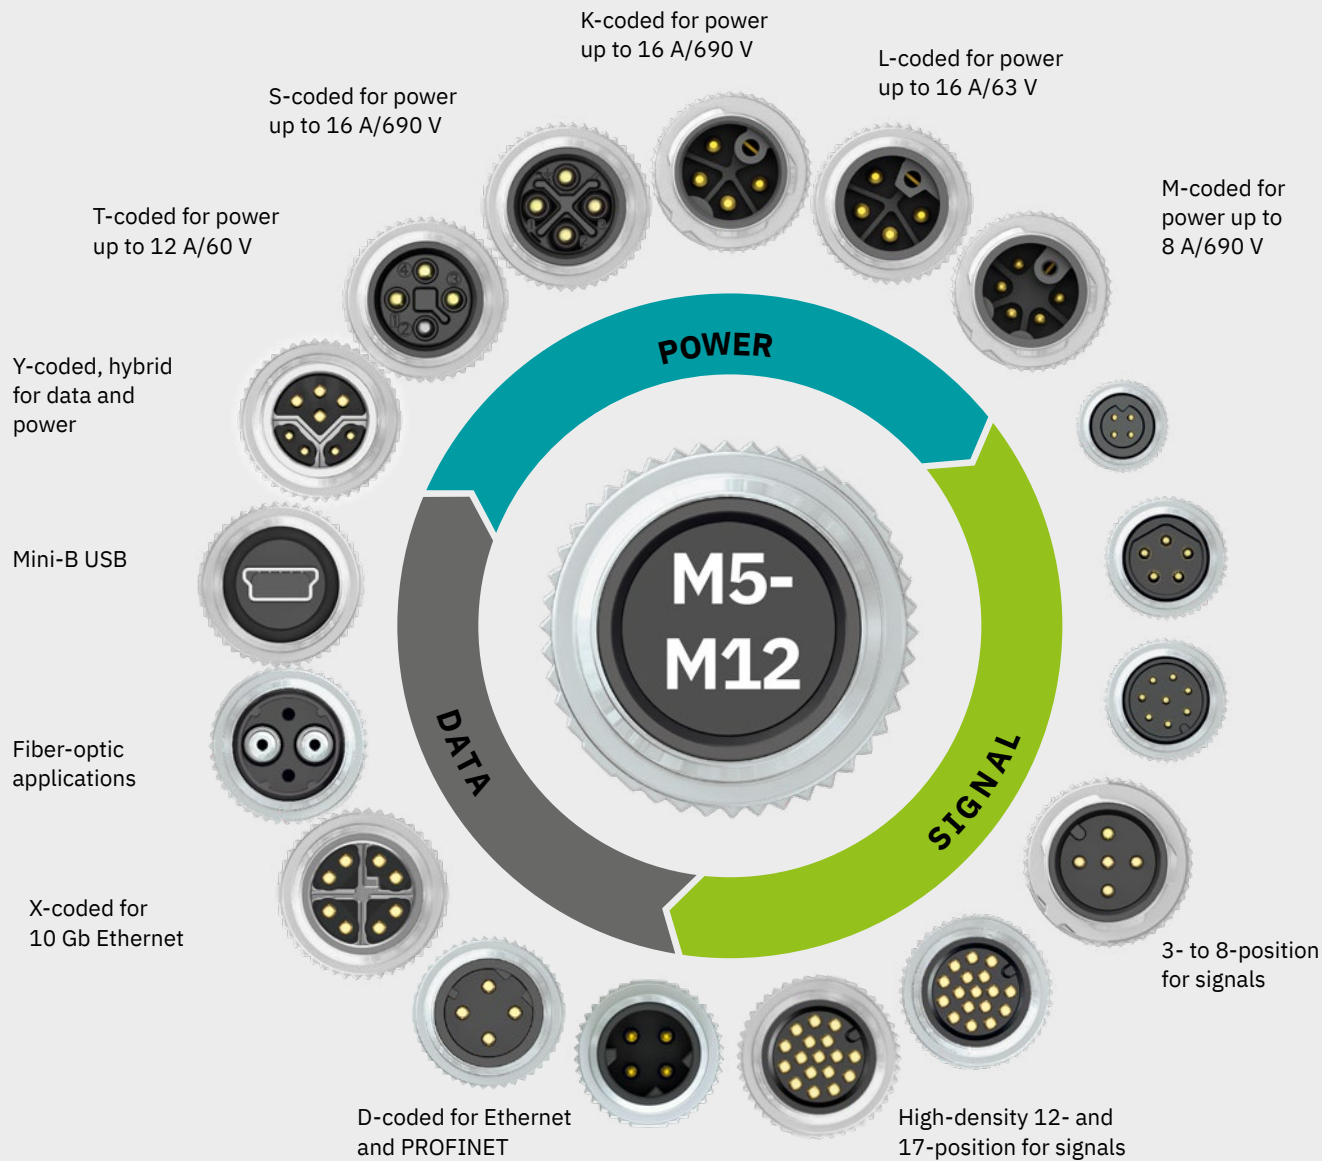 K-coded for power
up to 16 A/690 V
L-coded for power
up to 16 A/63 V
S-coded for power
up to 16 A/690 V
M-coded for
power up to
8 A/690 V
T-coded for power
up to 12 A/60 V
POWER
Y-coded, hybrid
for data and
power
Mini-B USB
M5-
M12
Fiber-optic
applications
DATA
SIGNAL
X-coded for
10 Gb Ethernet
3- to 8-position
for signals
D-coded for Ethernet
and PROFINET
High-density 12- and
17-position for signals